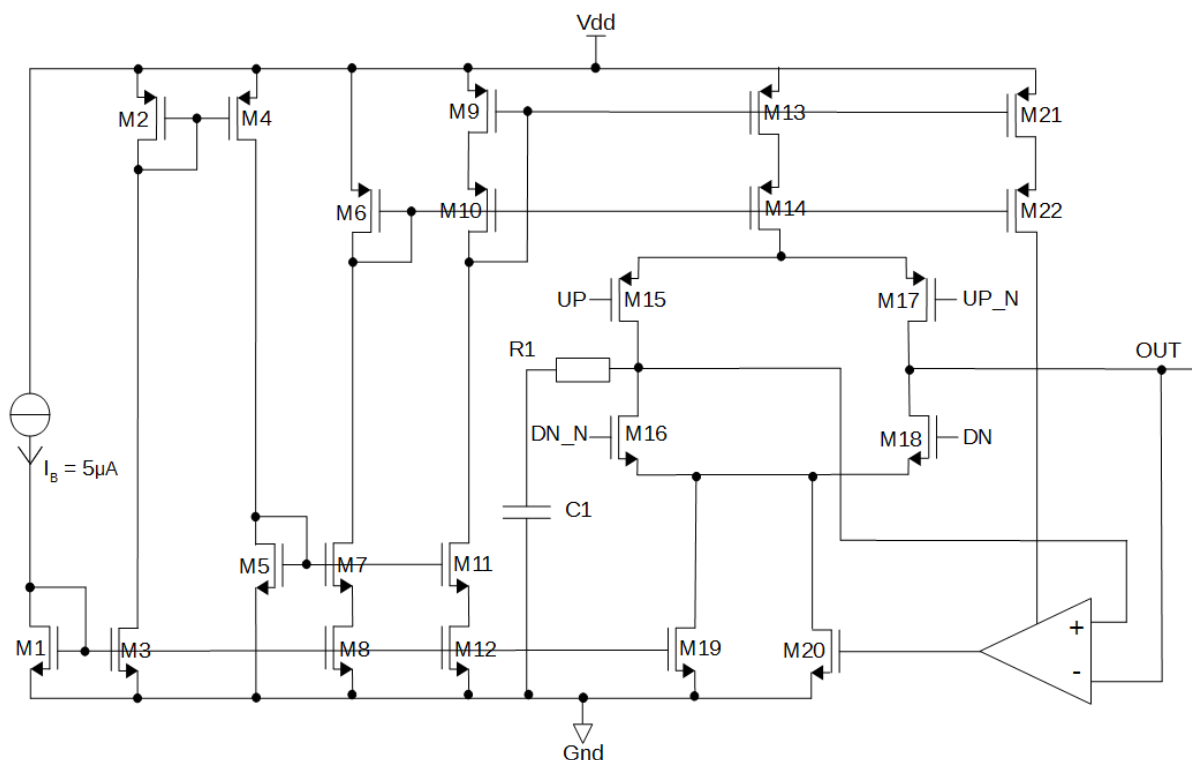 Vdd
M2
M4
M9
M13
M21
M6
M10
M14
M22
UP
M15
M17
UP_N
R1
OUT
DN_N
M16
M18
DN
I_B = 5µA
C1
M5
M7
M11
+
-
M1
M3
M8
M12
M19
M20
Gnd